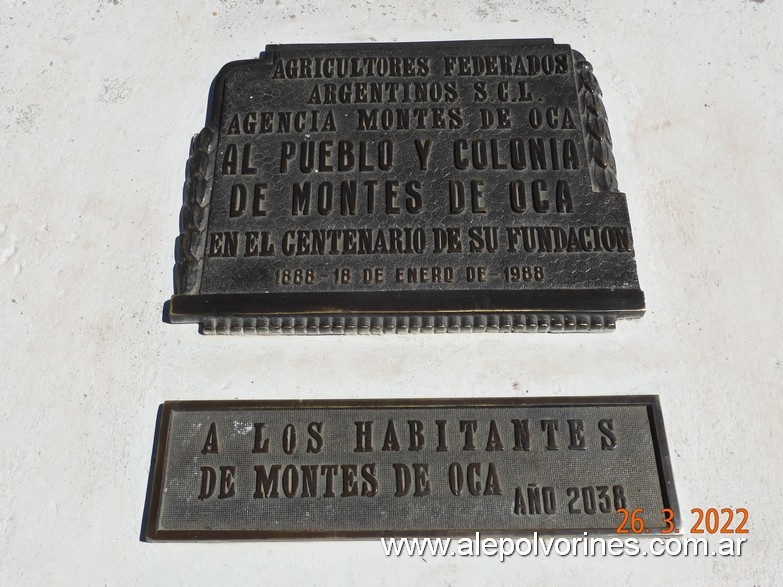 AGRICULTORES FEDERADOS
ARGENTINOS S.C.L.
AGENCIA MONTES DE OCA
AL PUEBLO Y COLONIA
DE MONTES DE OCA
EN EL CENTENARIO DE SU FUNDACION
1888-18 DE ENERO DE-1988
A LOS HABITANTES
DE MONTES DE OCA
AÑO 2038
26. 3. 2022
www.alepolvorines.com.ar